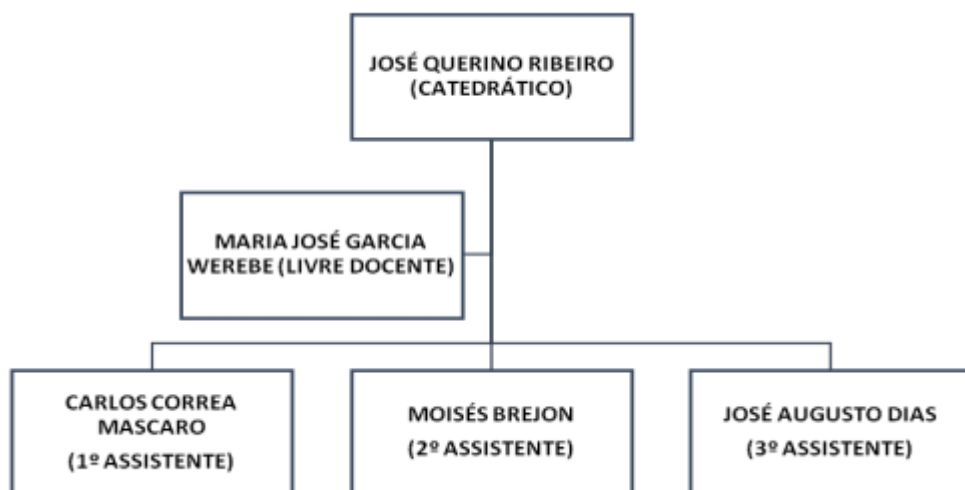 JOSÉ QUERINO RIBEIRO
(CATEDRÁTICO)
MARIA JOSÉ GARCIA
WEREBE (LIVRE DOCENTE)
CARLOS CORREA
MASCARO
(1º ASSISTENTE)
MOISÉS BREJON
(2º ASSISTENTE)
JOSÉ AUGUSTO DIAS
(3º ASSISTENTE)